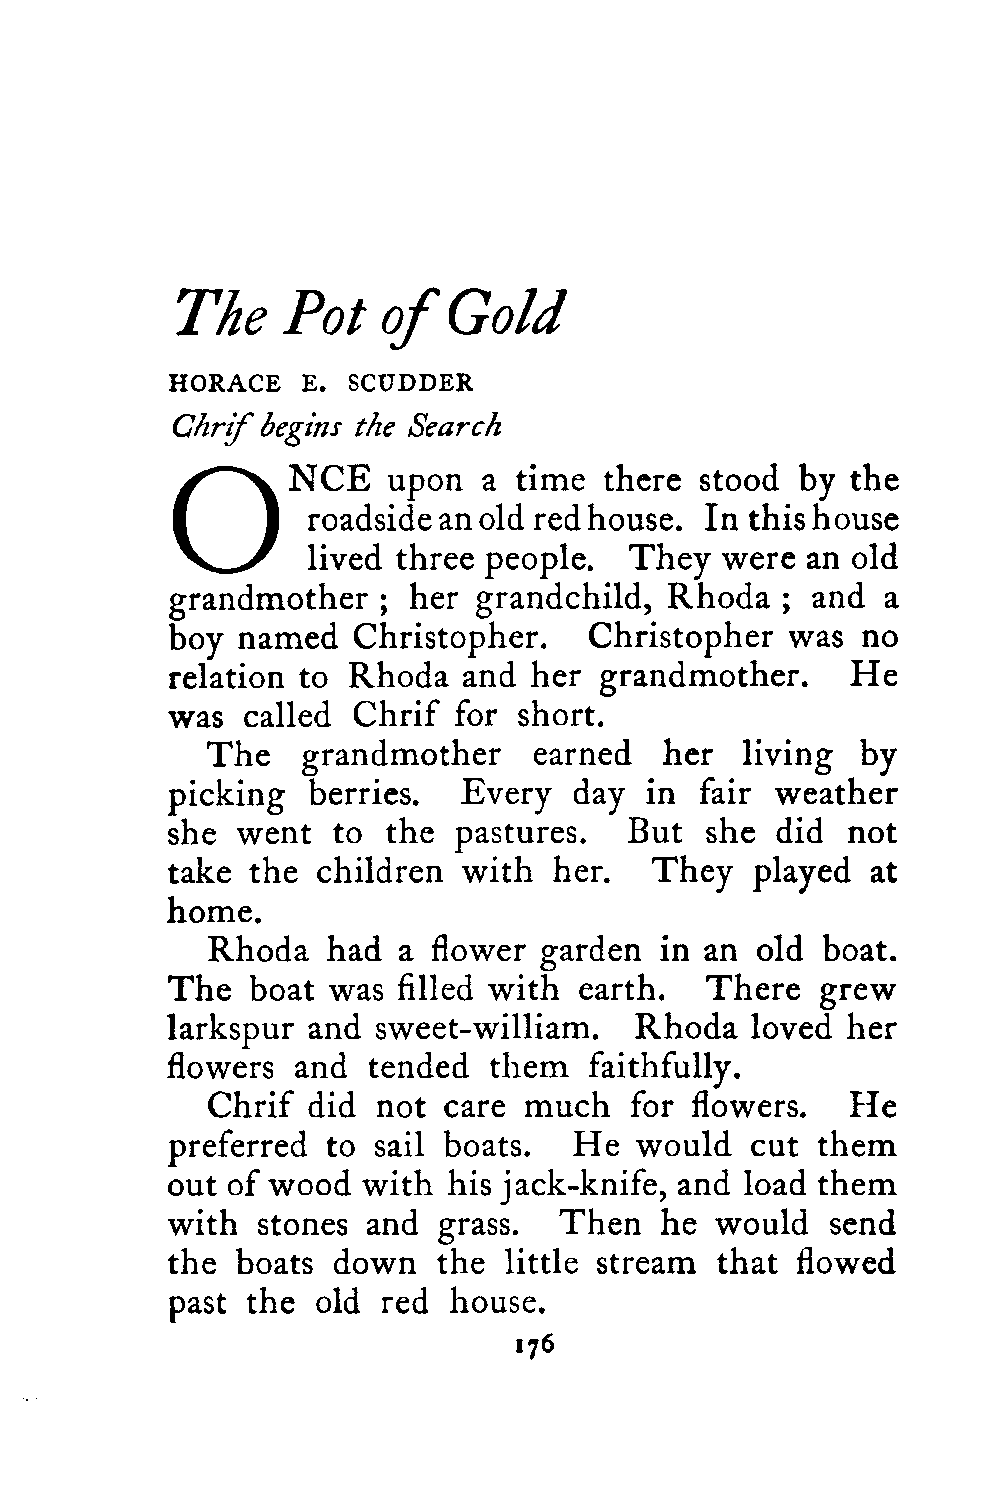 The Pot of Gold
HORACE E. SCUDDER
Chrif begins the Search
ONCE upon a time there stood by the
roadside an old red house. In this house
lived three people. They were an old
grandmother ; her grandchild, Rhoda ; and a
boy named Christopher. Christopher was no
relation to Rhoda and her grandmother. He
was called Chrif for short.
The grandmother earned her living by
picking berries. Every day in fair weather
she went to the pastures. But she did not
take the children with her. They played at
home.
Rhoda had a flower garden in an old boat.
The boat was filled with earth. There grew
larkspur and sweet-william. Rhoda loved her
flowers and tended them faithfully.
Chrif did not care much for flowers. He
preferred to sail boats. He would cut them
out of wood with his jack-knife, and load them
with stones and grass. Then he would send
the boats down the little stream that flowed
past the old red house.
176